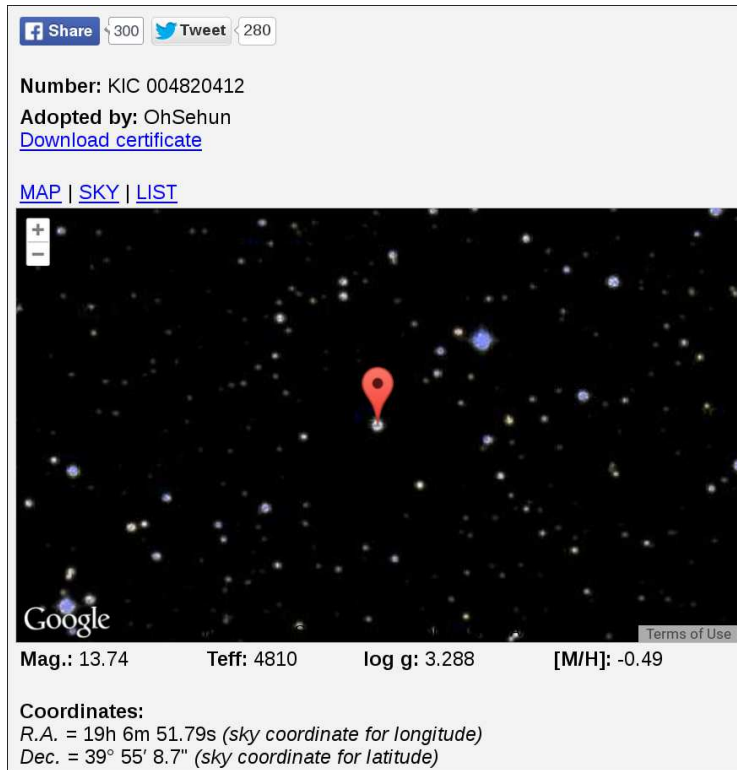 Share 300 Tweet 280
Number: KIC 004820412
Adopted by: OhSehun
Download certificate
MAP | SKY | LIST
+
−
Google
Terms of Use
Mag.: 13.74 Teff: 4810 log g: 3.288 [M/H]: -0.49
Coordinates:
R.A. = 19h 6m 51.79s (sky coordinate for longitude)
Dec. = 39° 55′ 8.7" (sky coordinate for latitude)